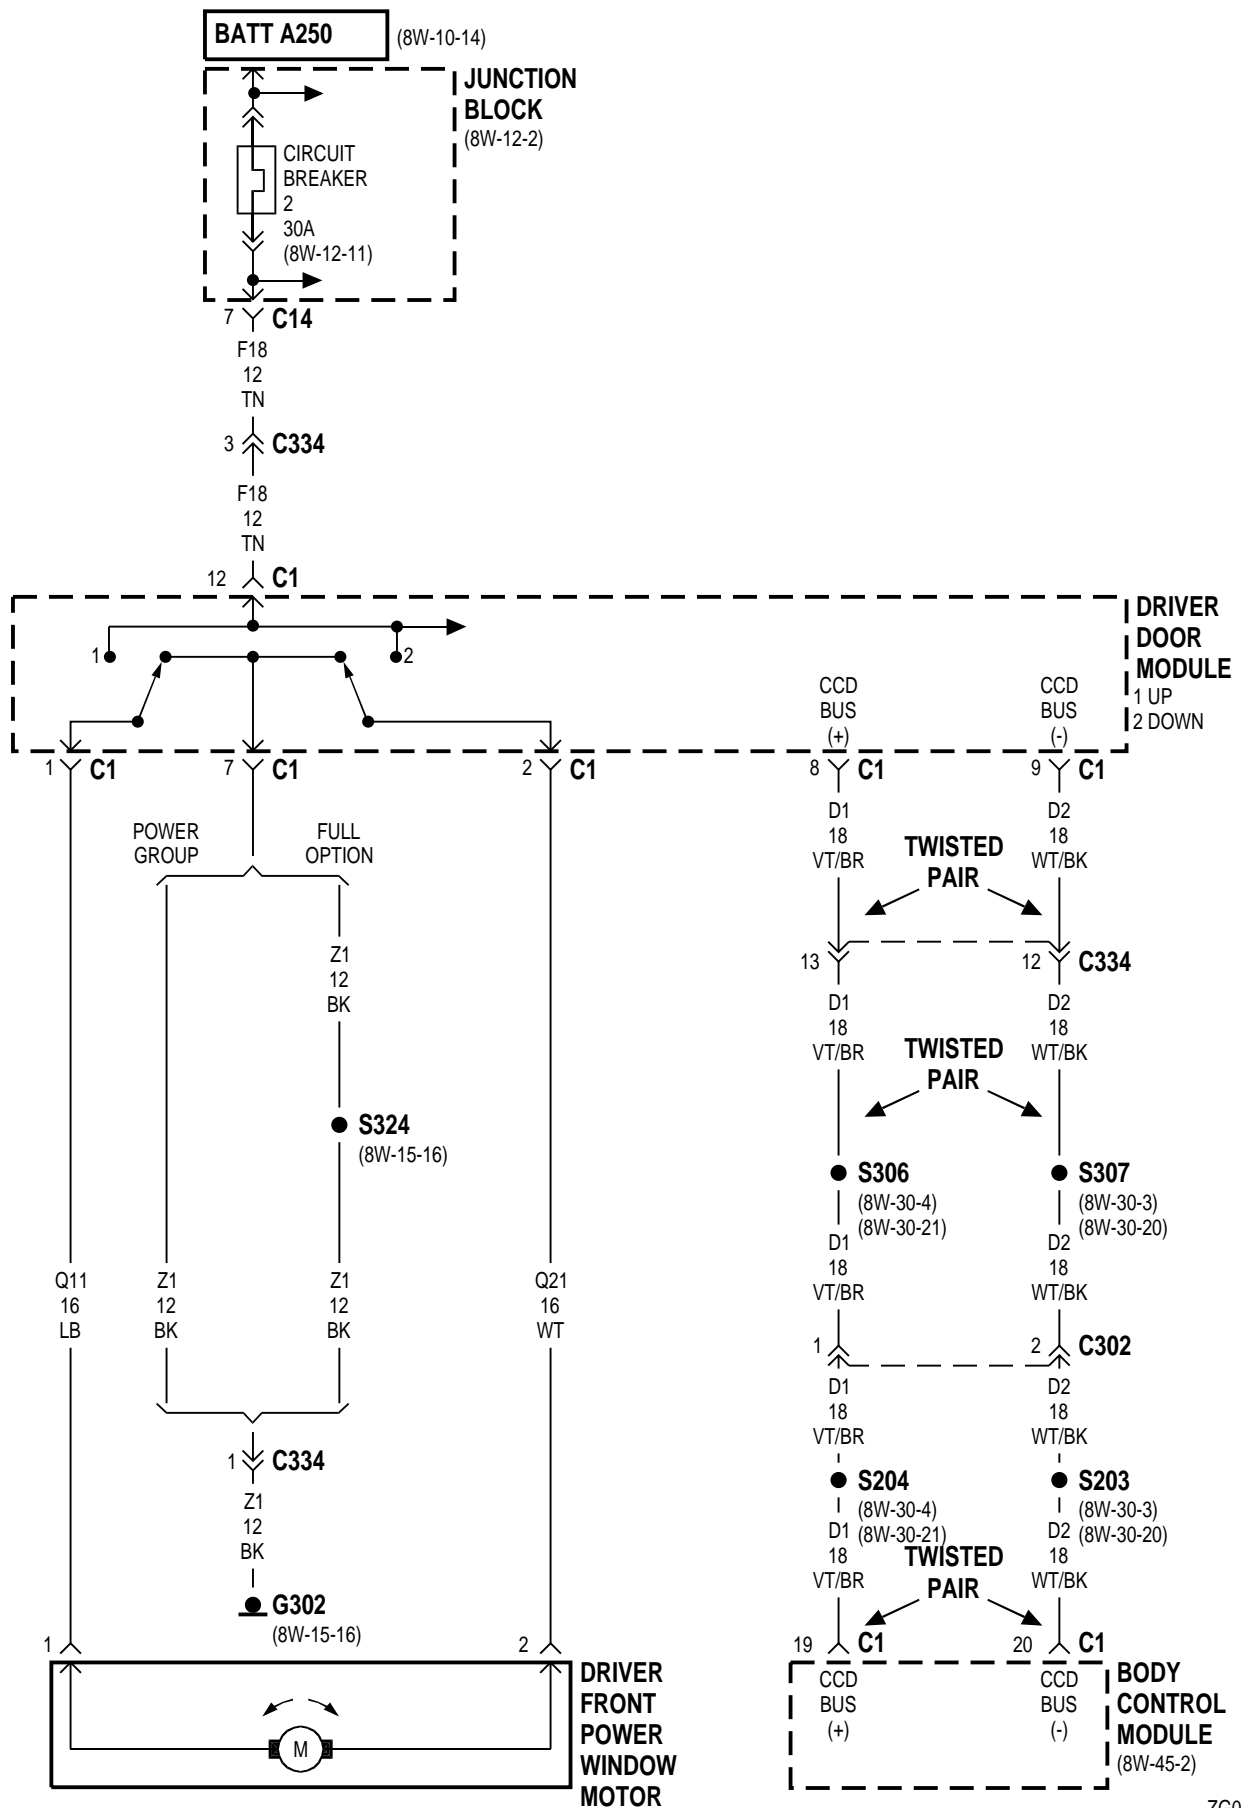 BATT A250
(8W-10-14)
JUNCTION
BLOCK
(8W-12-2)
CIRCUIT
BREAKER
2
30A
(8W-12-11)
7
C14
F18
12
TN
3
C334
F18
12
TN
12
C1
DRIVER
DOOR
MODULE
1 UP
2 DOWN
1
2
CCD
BUS
(+)
CCD
BUS
(-)
1
C1
7
C1
2
C1
8
C1
9
C1
POWER
GROUP
FULL
OPTION
D1
18
VT/BR
D2
18
WT/BK
TWISTED
PAIR
Z1
12
BK
13
12
C334
D1
18
VT/BR
D2
18
WT/BK
TWISTED
PAIR
S324
(8W-15-16)
S306
(8W-30-4)
(8W-30-21)
S307
(8W-30-3)
(8W-30-20)
Q11
16
LB
Z1
12
BK
Z1
12
BK
Q21
16
WT
D1
18
VT/BR
D2
18
WT/BK
1
2
C302
D1
18
VT/BR
D2
18
WT/BK
1
C334
S204
(8W-30-4)
(8W-30-21)
S203
(8W-30-3)
(8W-30-20)
Z1
12
BK
D1
18
VT/BR
D2
18
WT/BK
TWISTED
PAIR
G302
(8W-15-16)
1
2
19
C1
20
C1
DRIVER
FRONT
POWER
WINDOW
MOTOR
M
CCD
BUS
(+)
CCD
BUS
(-)
BODY
CONTROL
MODULE
(8W-45-2)